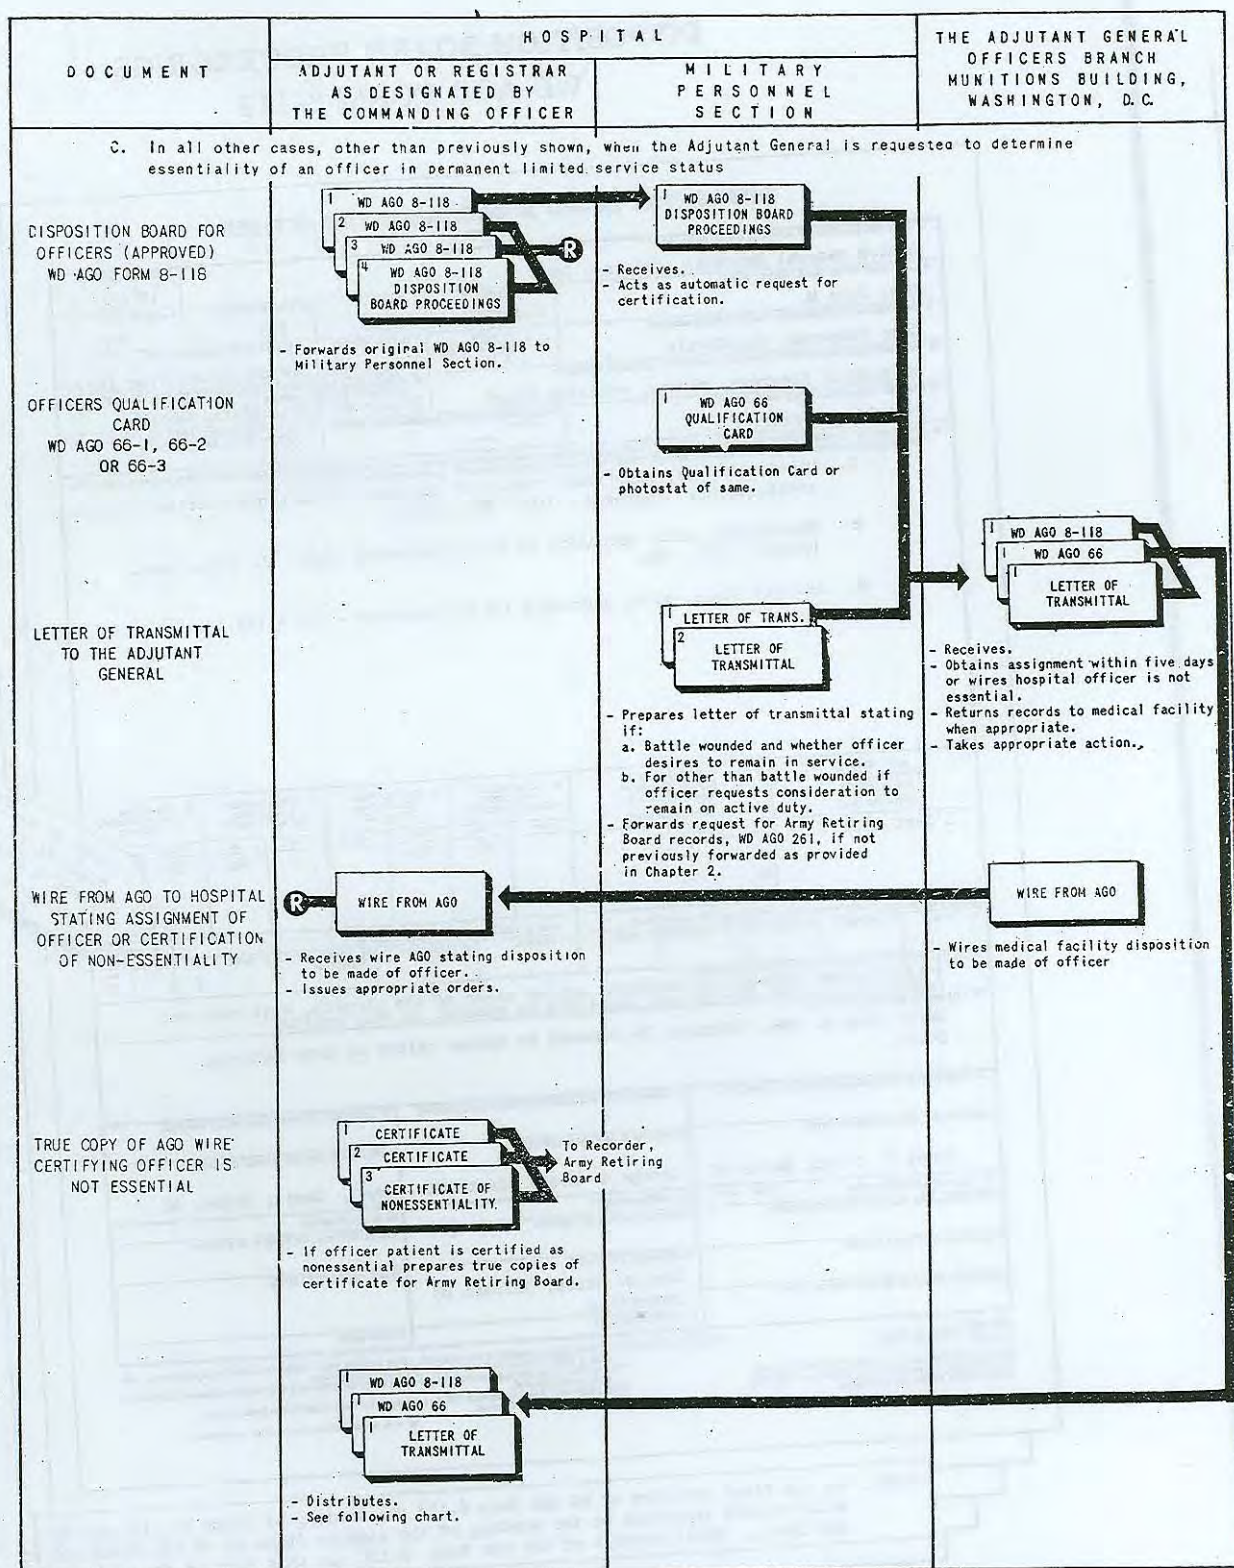 DOCUMENT
HOSPITAL
ADJUTANT OR REGISTRAR
AS DESIGNATED BY
THE COMMANDING OFFICER
MILITARY
PERSONNEL
SECTION
THE ADJUTANT GENERAL
OFFICERS BRANCH
MUNITIONS BUILDING,
WASHINGTON, D.C.
C. In all other cases, other than previously shown, when the Adjutant General is requested to determine
essentiality of an officer in permanent limited service status
DISPOSITION BOARD FOR
OFFICERS (APPROVED)
WD AGO FORM 8-118
1 WD AGO 8-118
2 WD AGO 8-118
3 WD AGO 8-118
4 WD AGO 8-118
DISPOSITION
BOARD PROCEEDINGS
R
- Forwards original WD AGO 8-118 to
Military Personnel Section.
1 WD AGO 8-118
DISPOSITION BOARD
PROCEEDINGS
- Receives.
- Acts as automatic request for
certification.
OFFICERS QUALIFICATION
CARD
WD AGO 66-1, 66-2
OR 66-3
1 WD AGO 66
QUALIFICATION
CARD
- Obtains Qualification Card or
photostat of same.
1 WD AGO 8-118
1 WD AGO 66
1 LETTER OF
TRANSMITTAL
- Receives.
- Obtains assignment within five days
or wires hospital officer is not
essential.
- Returns records to medical facility
when appropriate.
- Takes appropriate action.
LETTER OF TRANSMITTAL
TO THE ADJUTANT
GENERAL
1 LETTER OF TRANS.
2 LETTER OF
TRANSMITTAL
- Prepares letter of transmittal stating
if:
a. Battle wounded and whether officer
desires to remain in service.
b. For other than battle wounded if
officer requests consideration to
remain on active duty.
- Forwards request for Army Retiring
Board records, WD AGO 261, if not
previously forwarded as provided
in Chapter 2.
WIRE FROM AGO TO HOSPITAL
STATING ASSIGNMENT OF
OFFICER OR CERTIFICATION
OF NON-ESSENTIALITY
R
WIRE FROM AGO
- Receives wire AGO stating disposition
to be made of officer.
- Issues appropriate orders.
WIRE FROM AGO
- Wires medical facility disposition
to be made of officer
TRUE COPY OF AGO WIRE
CERTIFYING OFFICER IS
NOT ESSENTIAL
1 CERTIFICATE
2 CERTIFICATE
3 CERTIFICATE OF
NONESSENTIALITY.
To Recorder,
Army Retiring
Board
- If officer patient is certified as
nonessential prepares true copies of
certificate for Army Retiring Board.
1 WD AGO 8-118
1 WD AGO 66
1 LETTER OF
TRANSMITTAL
- Distributes.
- See following chart.